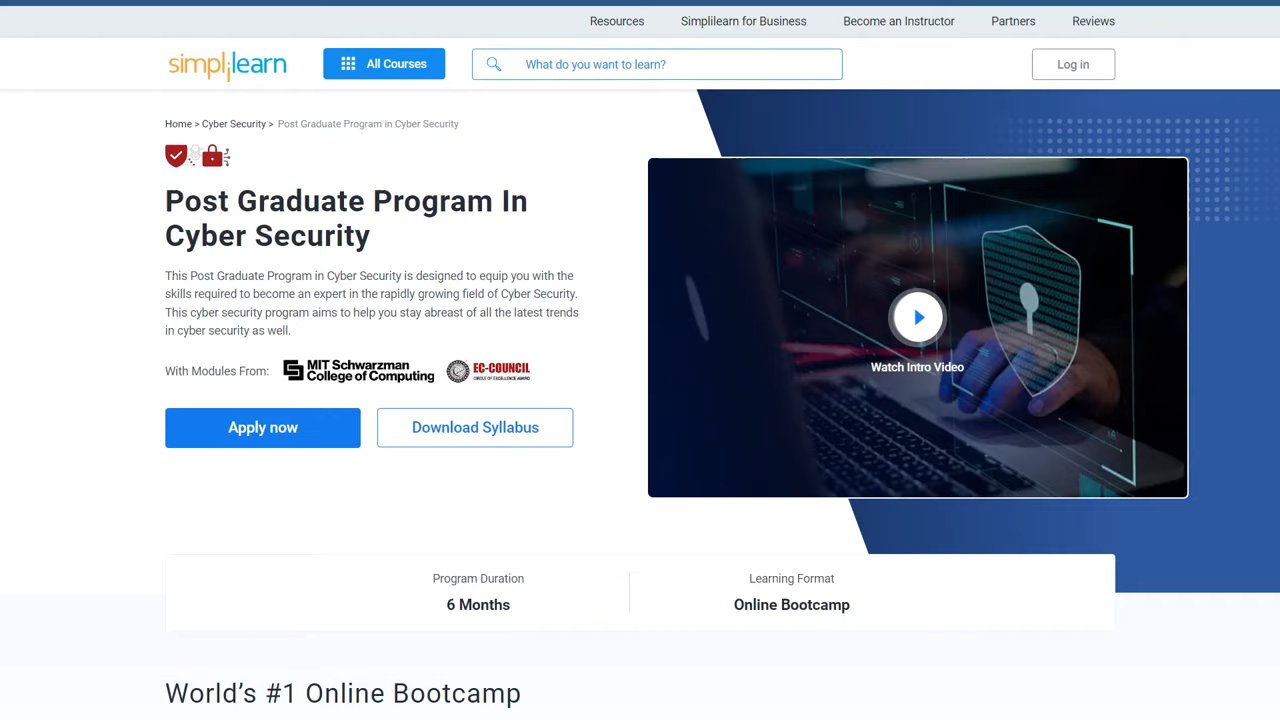 Resources Simplilearn for Business Become an Instructor Partners Reviews
simplilearn All Courses What do you want to learn? Log in
Home > Cyber Security > Post Graduate Program in Cyber Security
Post Graduate Program In
Cyber Security
This Post Graduate Program in Cyber Security is designed to equip you with the
skills required to become an expert in the rapidly growing field of Cyber Security.
This cyber security program aims to help you stay abreast of all the latest trends
in cyber security as well.
With Modules From: MIT Schwarzman
College of Computing
EC-COUNCIL
CIRCLE OF EXCELLENCE AWARD
Apply now Download Syllabus
Watch Intro Video
Program Duration Learning Format
6 Months Online Bootcamp
World’s #1 Online Bootcamp